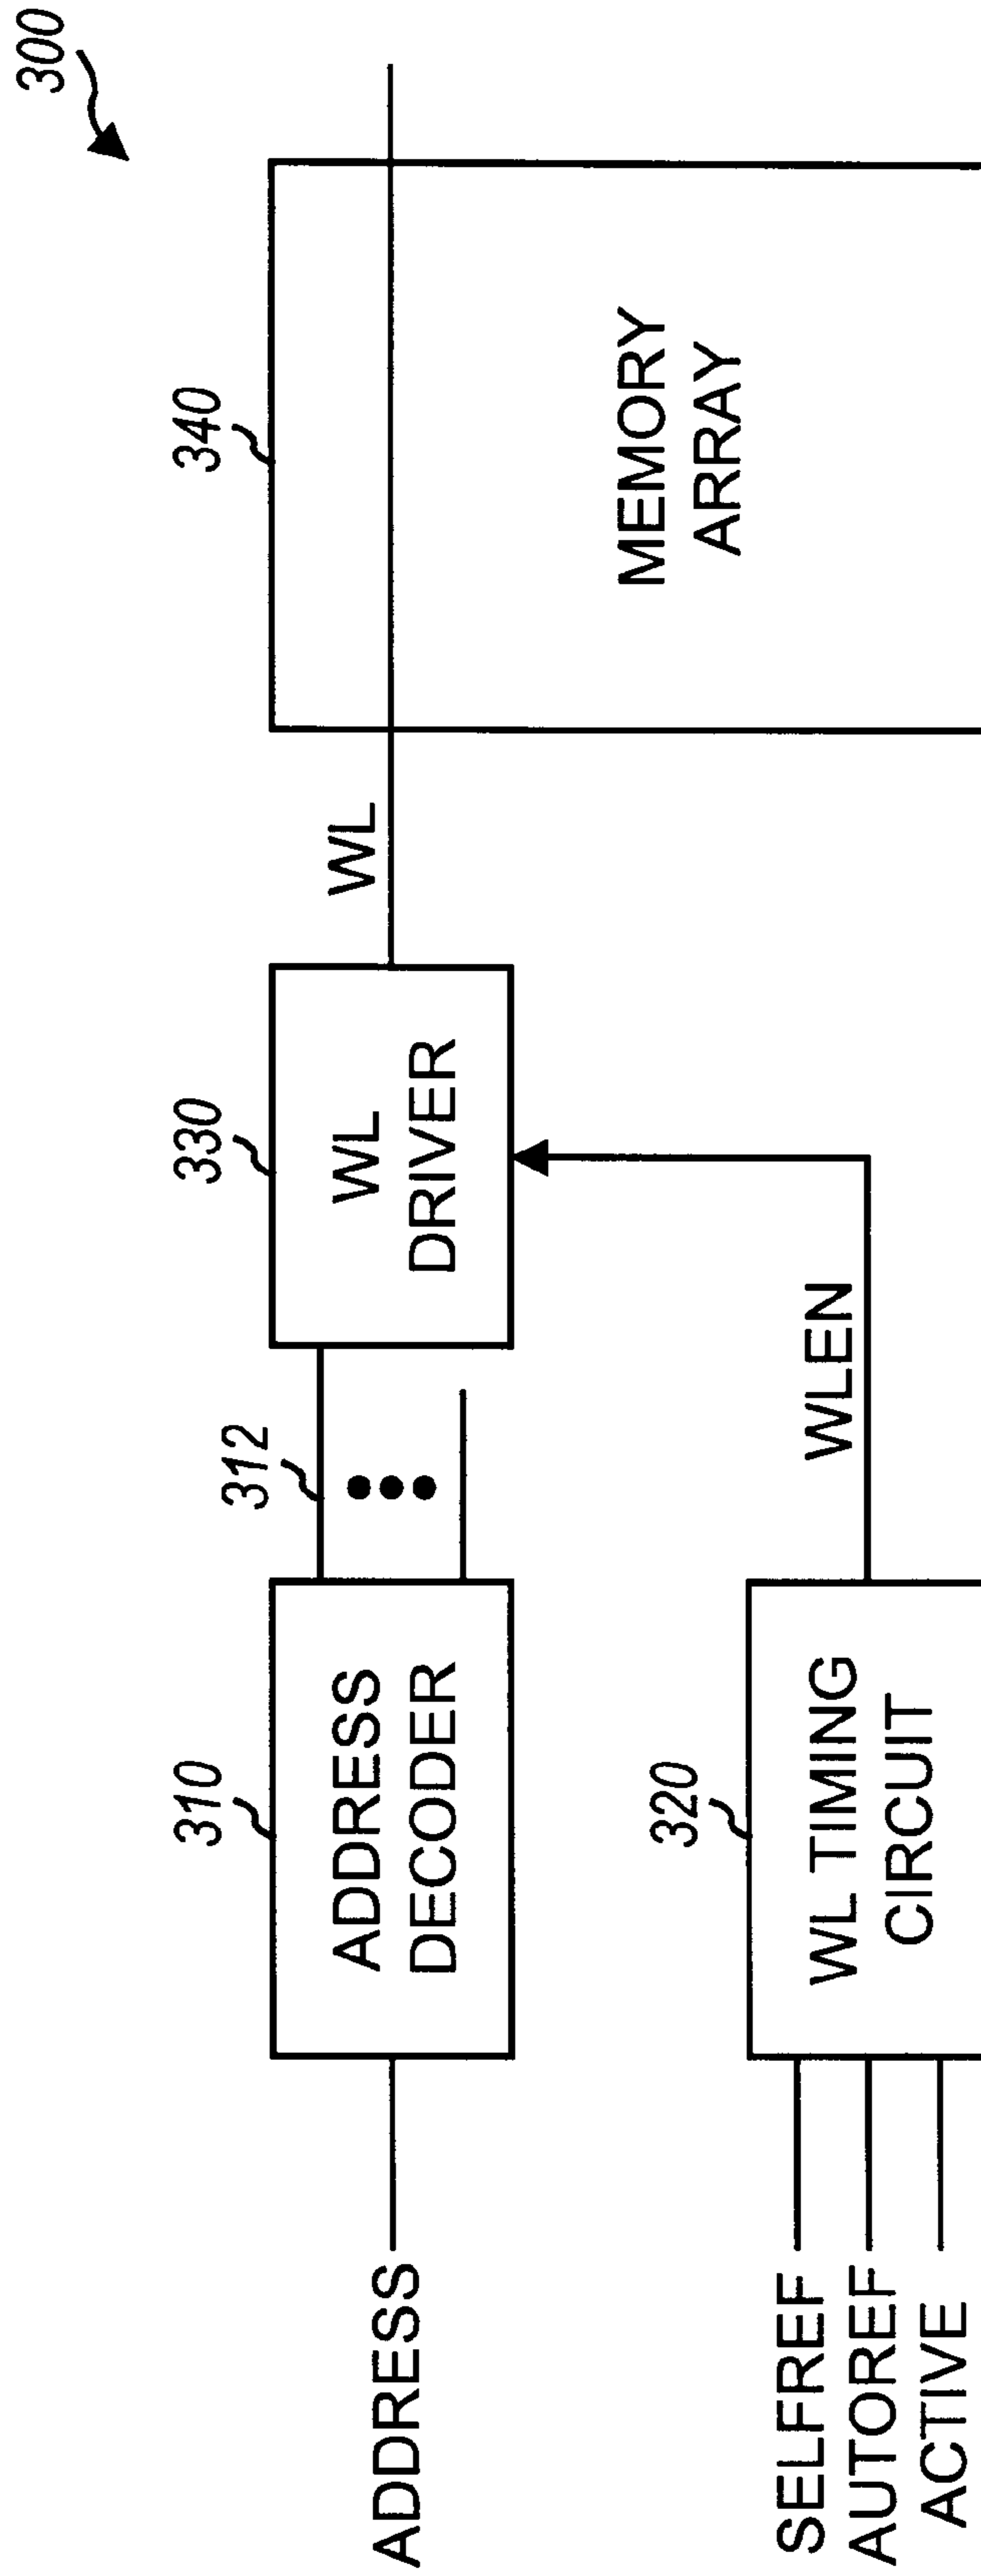 300
340
MEMORY
ARRAY
WL
330
WL
DRIVER
312
WLEN
310
ADDRESS
DECODER
320
WL TIMING
CIRCUIT
ADDRESS
SELFREF
AUTOREF
ACTIVE